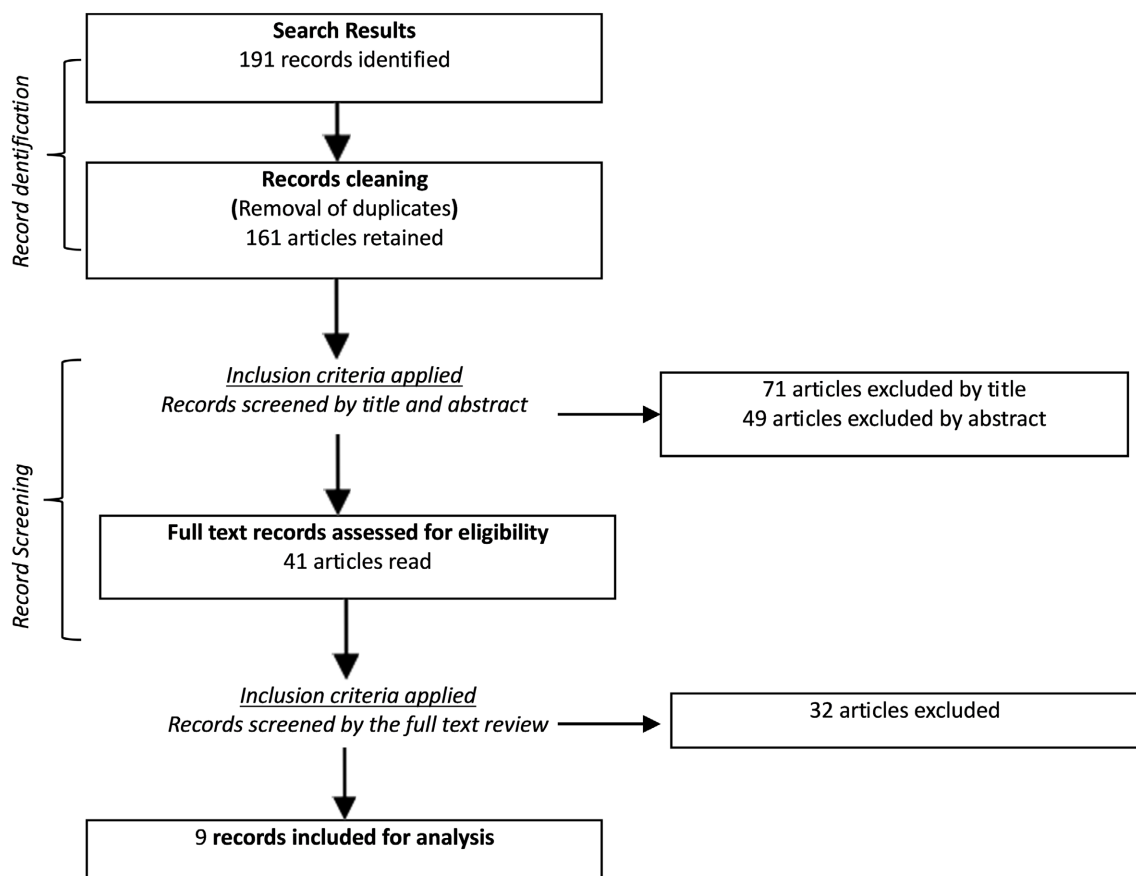 Search Results
191 records identified
Record dentification
Records cleaning
(Removal of duplicates)
161 articles retained
Inclusion criteria applied
Records screened by title and abstract
71 articles excluded by title
49 articles excluded by abstract
Record Screening
Full text records assessed for eligibility
41 articles read
Inclusion criteria applied
Records screened by the full text review
32 articles excluded
9 records included for analysis